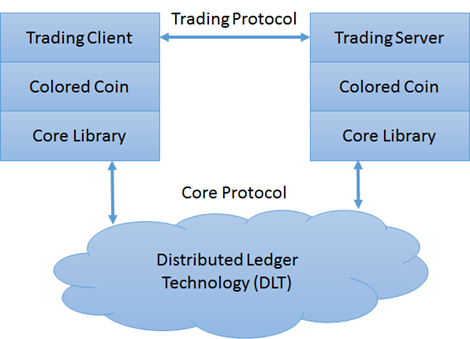 Trading Protocol
Trading Client
Trading Server
Colored Coin
Colored Coin
Core Library
Core Library
Core Protocol
Distributed Ledger
Technology (DLT)